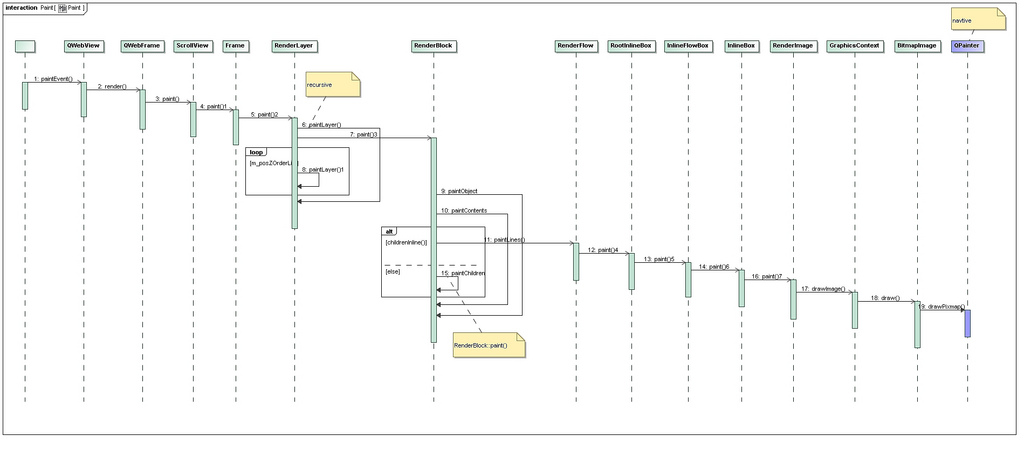 interaction Paint [ Paint ]
navtive
QWebView
QWebFrame
ScrollView
Frame
RenderLayer
RenderBlock
RenderFlow
RootInlineBox
InlineFlowBox
InlineBox
RenderImage
GraphicsContext
BitmapImage
QPainter
1: paintEvent()
2: render()
recursive
3: paint()
4: paint()1
5: paint()2
6: paintLayer()
7: paint()3
loop
8: paintLayer()1
9: paintObject
10: paintContents
alt
[childrenInline()]
11: paintLines()
12: paint()4
13: paint()5
14: paint()6
[else]
15: paintChildren
16: paint()7
17: drawImage()
18: draw()
19: drawPixmap()
RenderBlock::paint()